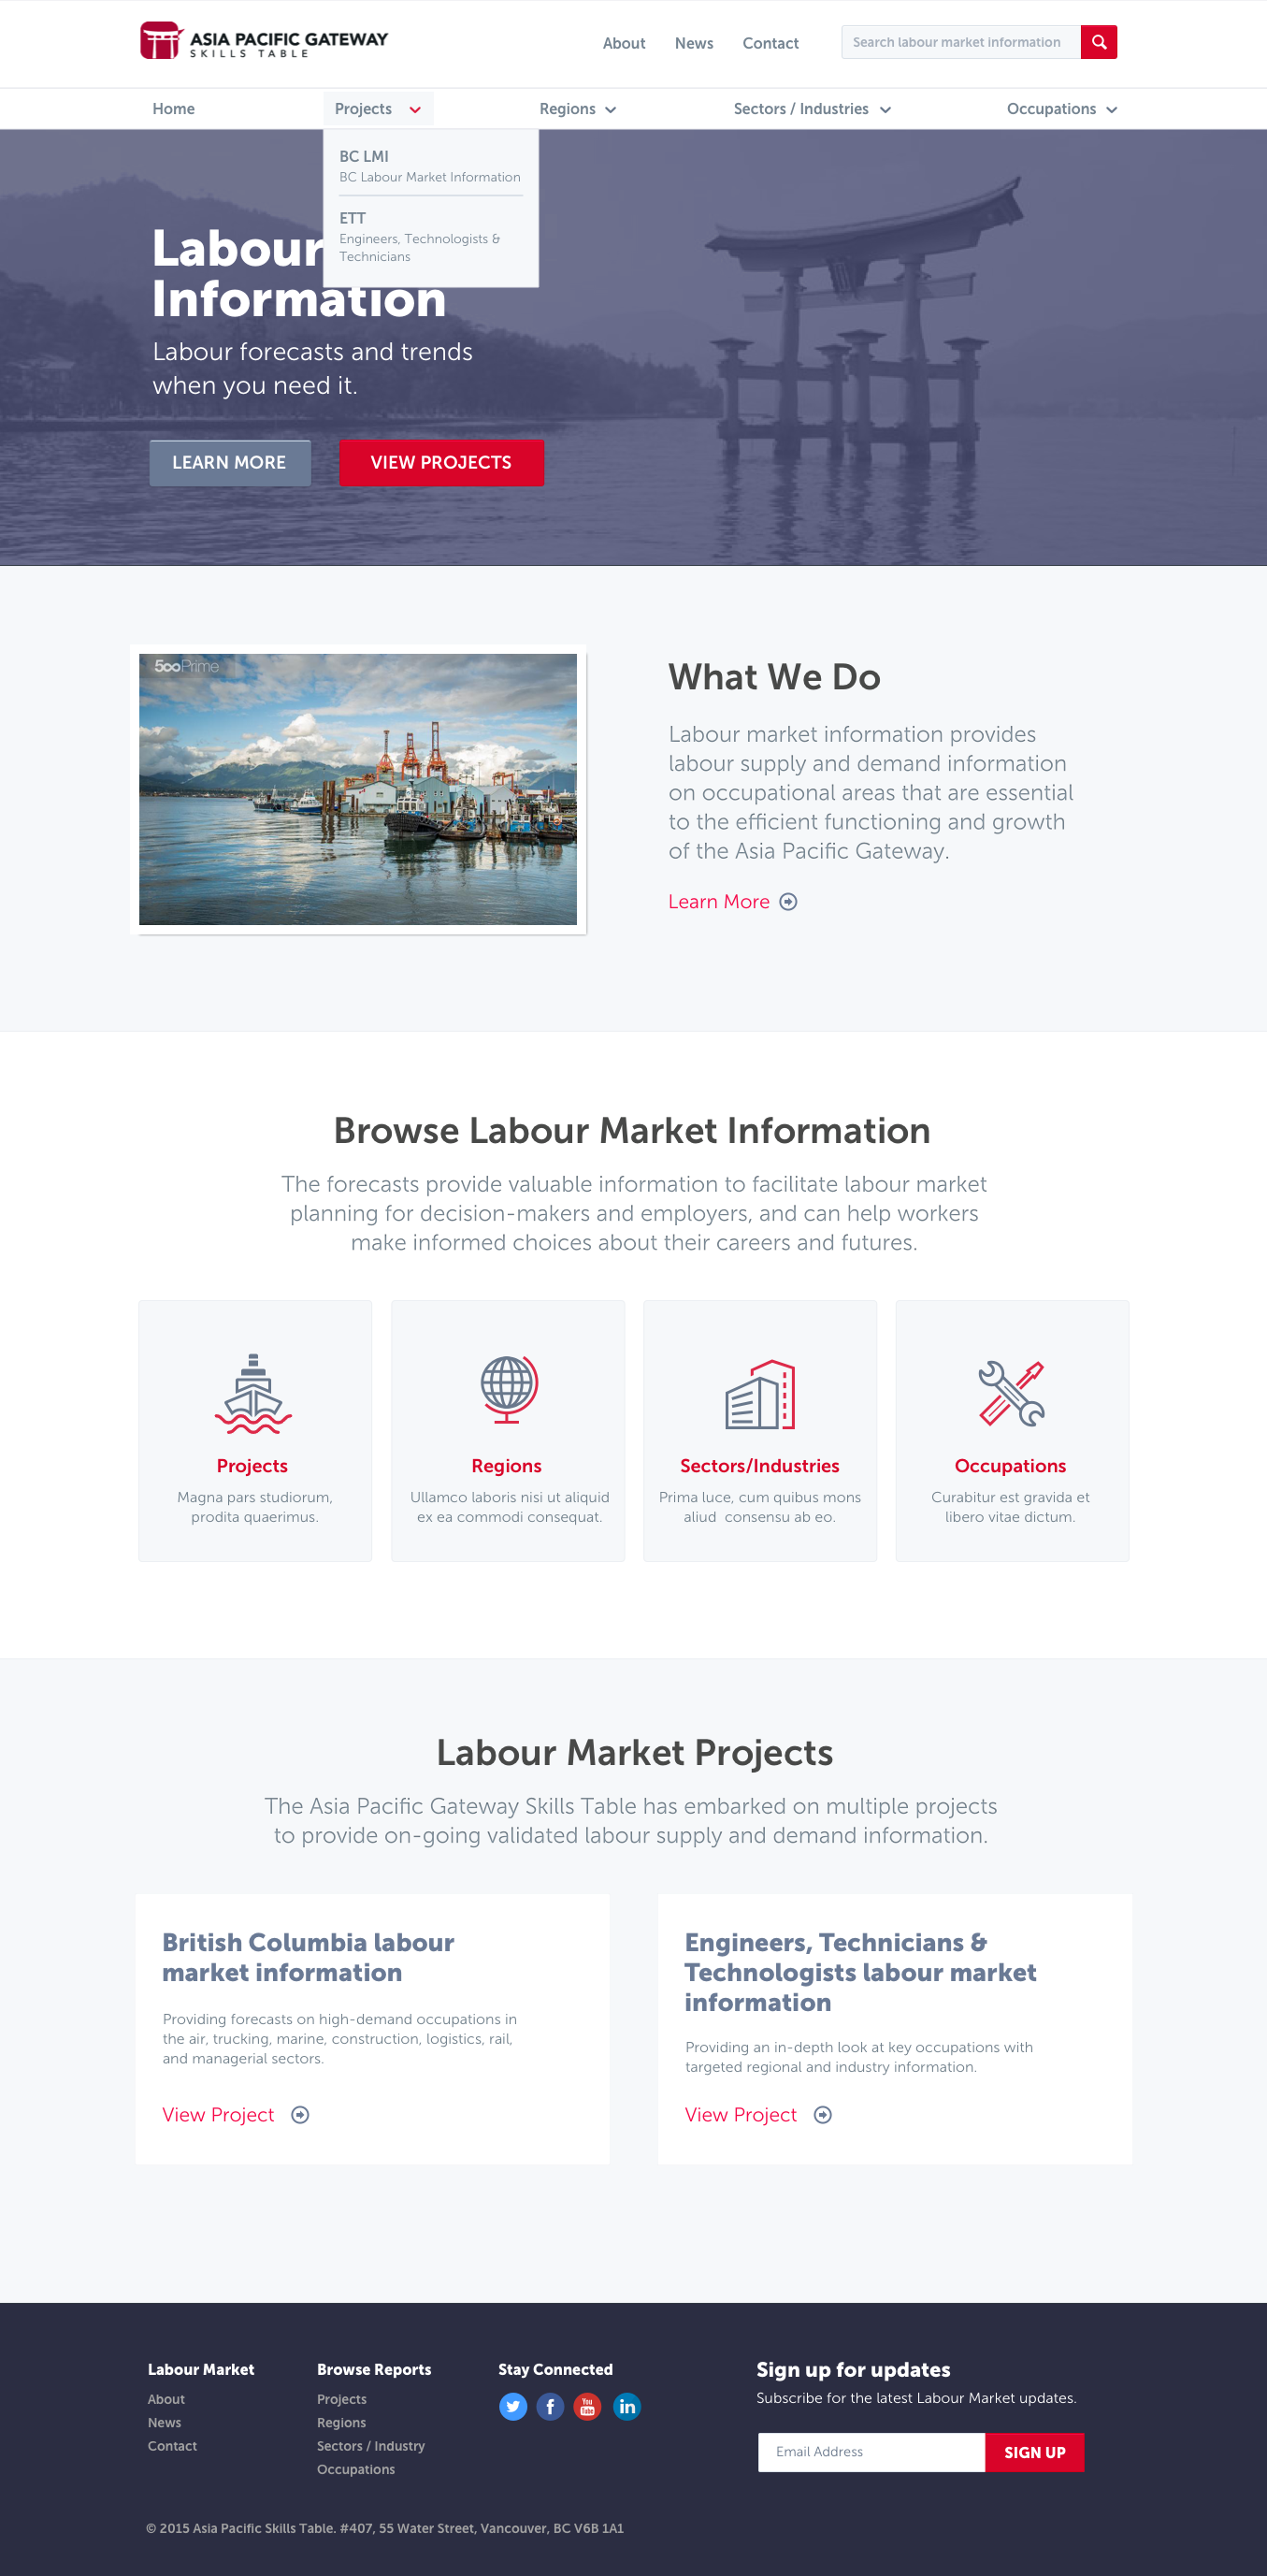 ASIA PACIFIC GATEWAY
SKILLS TABLE
About News Contact
Search labour market information
Home Projects Regions Sectors / Industries Occupations
BC LMI
BC Labour Market Information
ETT
Engineers, Technologists &
Technicians
Labour
Information
Labour forecasts and trends
when you need it.
LEARN MORE VIEW PROJECTS
500Prime
What We Do
Labour market information provides
labour supply and demand information
on occupational areas that are essential
to the efficient functioning and growth
of the Asia Pacific Gateway.
Learn More
Browse Labour Market Information
The forecasts provide valuable information to facilitate labour market
planning for decision-makers and employers, and can help workers
make informed choices about their careers and futures.
Projects
Magna pars studiorum,
prodita quaerimus.
Regions
Ullamco laboris nisi ut aliquid
ex ea commodi consequat.
Sectors/Industries
Prima luce, cum quibus mons
aliud consensu ab eo.
Occupations
Curabitur est gravida et
libero vitae dictum.
Labour Market Projects
The Asia Pacific Gateway Skills Table has embarked on multiple projects
to provide on-going validated labour supply and demand information.
British Columbia labour
market information
Providing forecasts on high-demand occupations in
the air, trucking, marine, construction, logistics, rail,
and managerial sectors.
View Project
Engineers, Technicians &
Technologists labour market
information
Providing an in-depth look at key occupations with
targeted regional and industry information.
View Project
Labour Market
About
News
Contact
Browse Reports
Projects
Regions
Sectors / Industry
Occupations
Stay Connected
f You Tube in
Sign up for updates
Subscribe for the latest Labour Market updates.
Email Address SIGN UP
© 2015 Asia Pacific Skills Table. #407, 55 Water Street, Vancouver, BC V6B 1A1